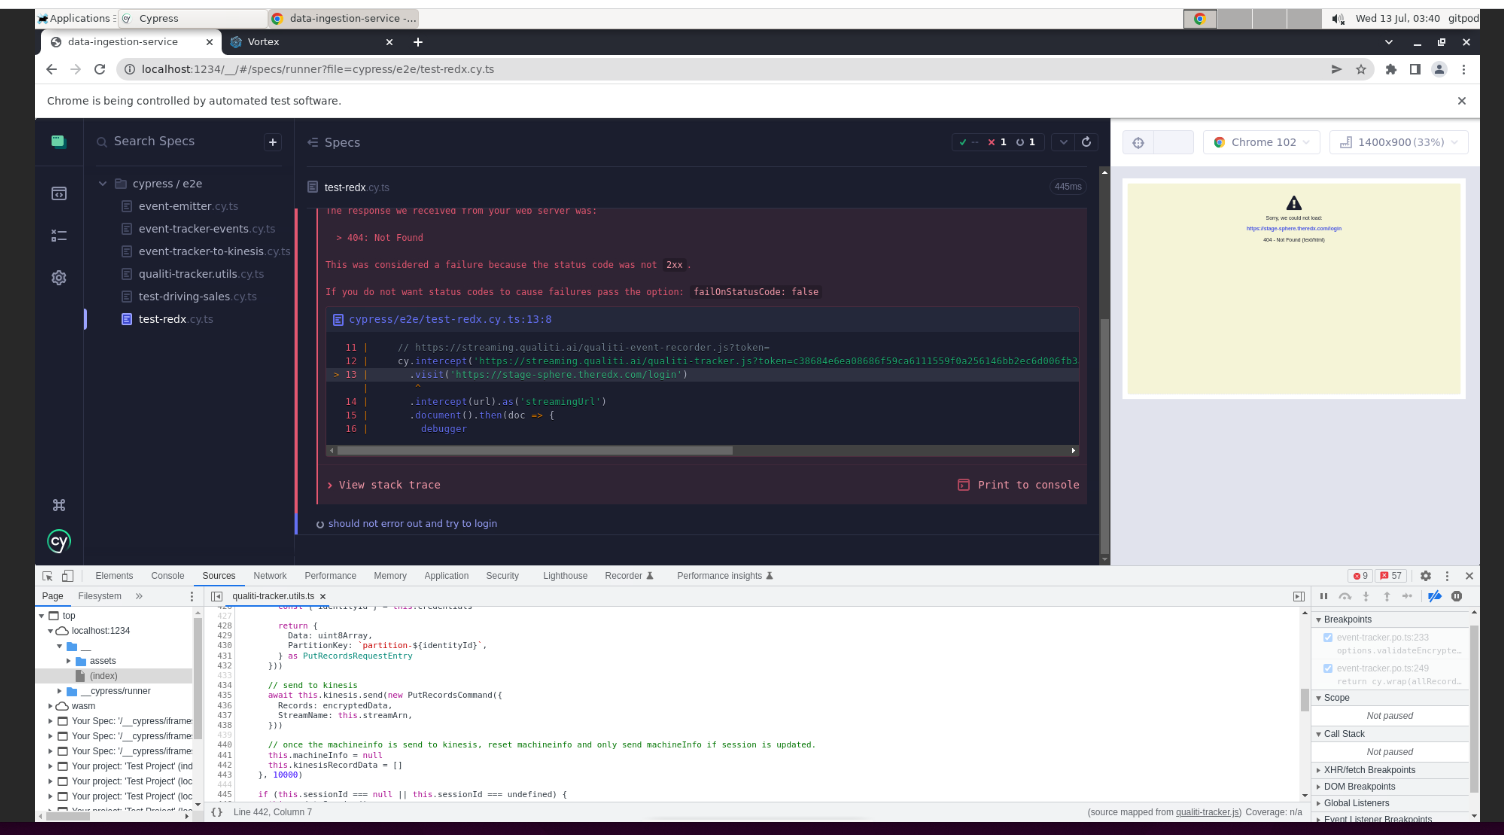 Applications
Cypress
data-ingestion-service -...
Wed 13 Jul, 03:40
gitpod
data-ingestion-service
Vortex
localhost:1234/__/#/specs/runner?file=cypress/e2e/test-redx.cy.ts
Chrome is being controlled by automated test software.
Search Specs
+
cypress / e2e
event-emitter.cy.ts
event-tracker-events.cy.ts
event-tracker-to-kinesis.cy.ts
qualiti-tracker.utils.cy.ts
test-driving-sales.cy.ts
test-redx.cy.ts
cy
Specs
-- 1 1
test-redx.cy.ts
445ms
The response we received from your web server was:
> 404: Not Found
This was considered a failure because the status code was not 2xx.
If you do not want status codes to cause failures pass the option: failOnStatusCode: false
cypress/e2e/test-redx.cy.ts:13:8
11 | // https://streaming.qualiti.ai/qualiti-event-recorder.js?token=
12 | cy.intercept('https://streaming.qualiti.ai/qualiti-tracker.js?token=c38684e6ea08686f59ca6111559f0a256146bb2ec6d006fb3
> 13 | .visit('https://stage-sphere.theredx.com/login')
| ^
14 | .intercept(url).as('streamingUrl')
15 | .document().then(doc => {
16 | debugger
View stack trace
Print to console
should not error out and try to login
Chrome 102
1400x900 (33%)
Sorry, we could not load:
https://stage-sphere.theredx.com/login
404 - Not Found (text/html)
Elements
Console
Sources
Network
Performance
Memory
Application
Security
Lighthouse
Recorder
Performance insights
9
57
Page
Filesystem
»
top
localhost:1234
__
assets
(index)
__cypress/runner
wasm
Your Spec: '/__cypress/iframe
Your Spec: '/__cypress/iframe
Your Spec: '/__cypress/iframe
Your project: 'Test Project' (ind
Your project: 'Test Project' (loc
Your project: 'Test Project' (loc
Your project: 'Test Project' (loc
qualiti-tracker.utils.ts
426 const { identityId } = this.credentials
427
428 return {
429 Data: uint8Array,
430 PartitionKey: `partition-${identityId}`,
431 } as PutRecordsRequestEntry
432 }))
433
434 // send to kinesis
435 await this.kinesis.send(new PutRecordsCommand({
436 Records: encryptedData,
437 StreamName: this.streamArn,
438 }))
439
440 // once the machineinfo is send to kinesis, reset machineinfo and only send machineInfo if session is updated.
441 this.machineInfo = null
442 this.kinesisRecordData = []
443 }, 10000)
444
445 if (this.sessionId === null || this.sessionId === undefined) {
{} Line 442, Column 7
(source mapped from qualiti-tracker.js) Coverage: n/a
Breakpoints
event-tracker.po.ts:233
options.validateEncrypte…
event-tracker.po.ts:249
return cy.wrap(allRecord…
Scope
Not paused
Call Stack
Not paused
XHR/fetch Breakpoints
DOM Breakpoints
Global Listeners
Event Listener Breakpoints